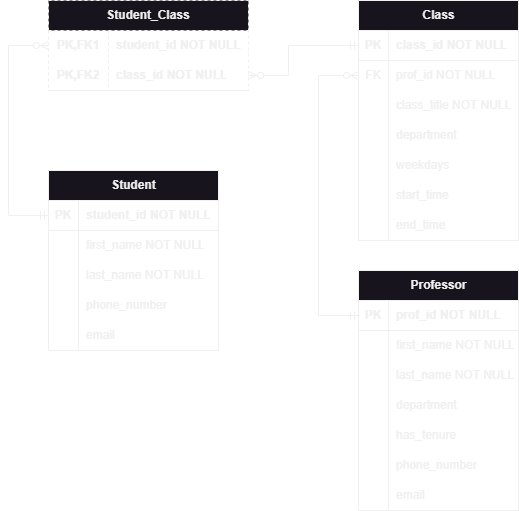 Student_Class
PK,FK1 student_id NOT NULL
PK,FK2 class_id NOT NULL
Class
PK class_id NOT NULL
FK prof_id NOT NULL
class_title NOT NULL
department
weekdays
start_time
end_time
Student
PK student_id NOT NULL
first_name NOT NULL
last_name NOT NULL
phone_number
email
Professor
PK prof_id NOT NULL
first_name NOT NULL
last_name NOT NULL
department
has_tenure
phone_number
email